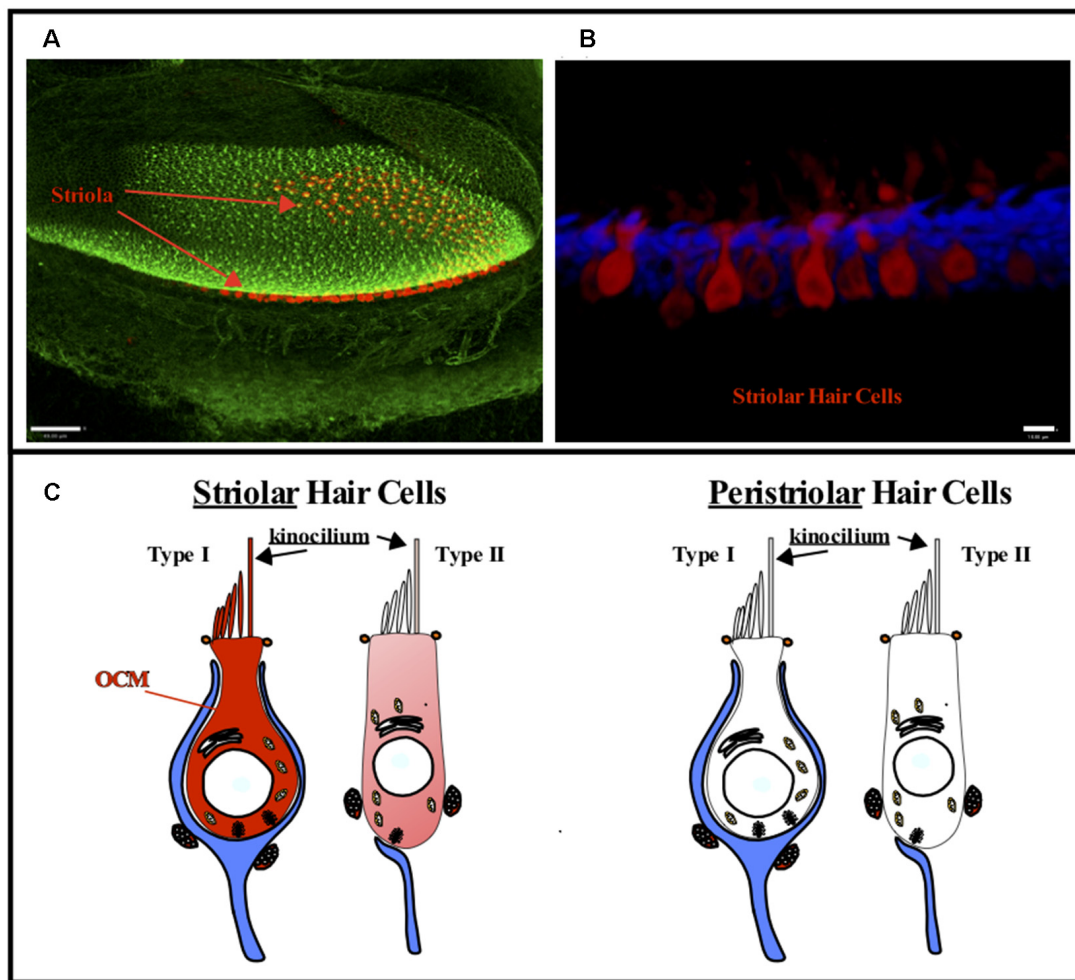 A
B
Striola
Striolar Hair Cells
C
Striolar Hair Cells
Peristriolar Hair Cells
kinocilium
kinocilium
Type I
Type II
Type I
Type II
OCM